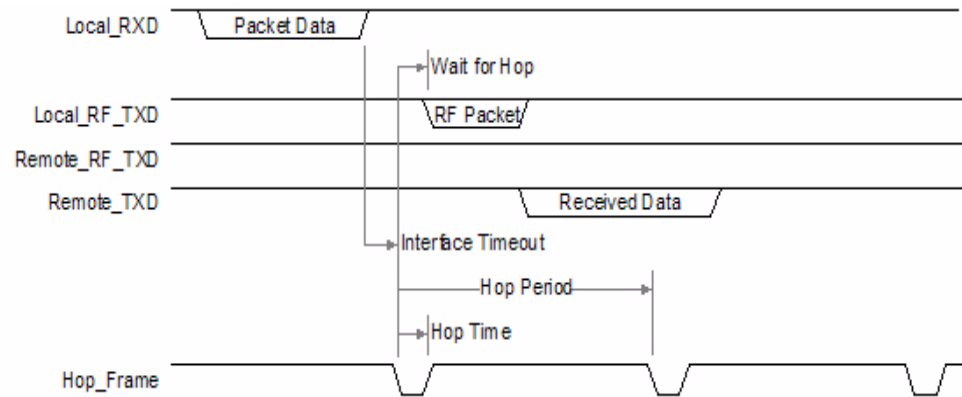 Local_RXD
Packet Data
Wait for Hop
Local_RF_TXD
RF Packet
Remote_RF_TXD
Remote_TXD
Received Data
Interface Timeout
Hop Period
Hop Time
Hop_Frame